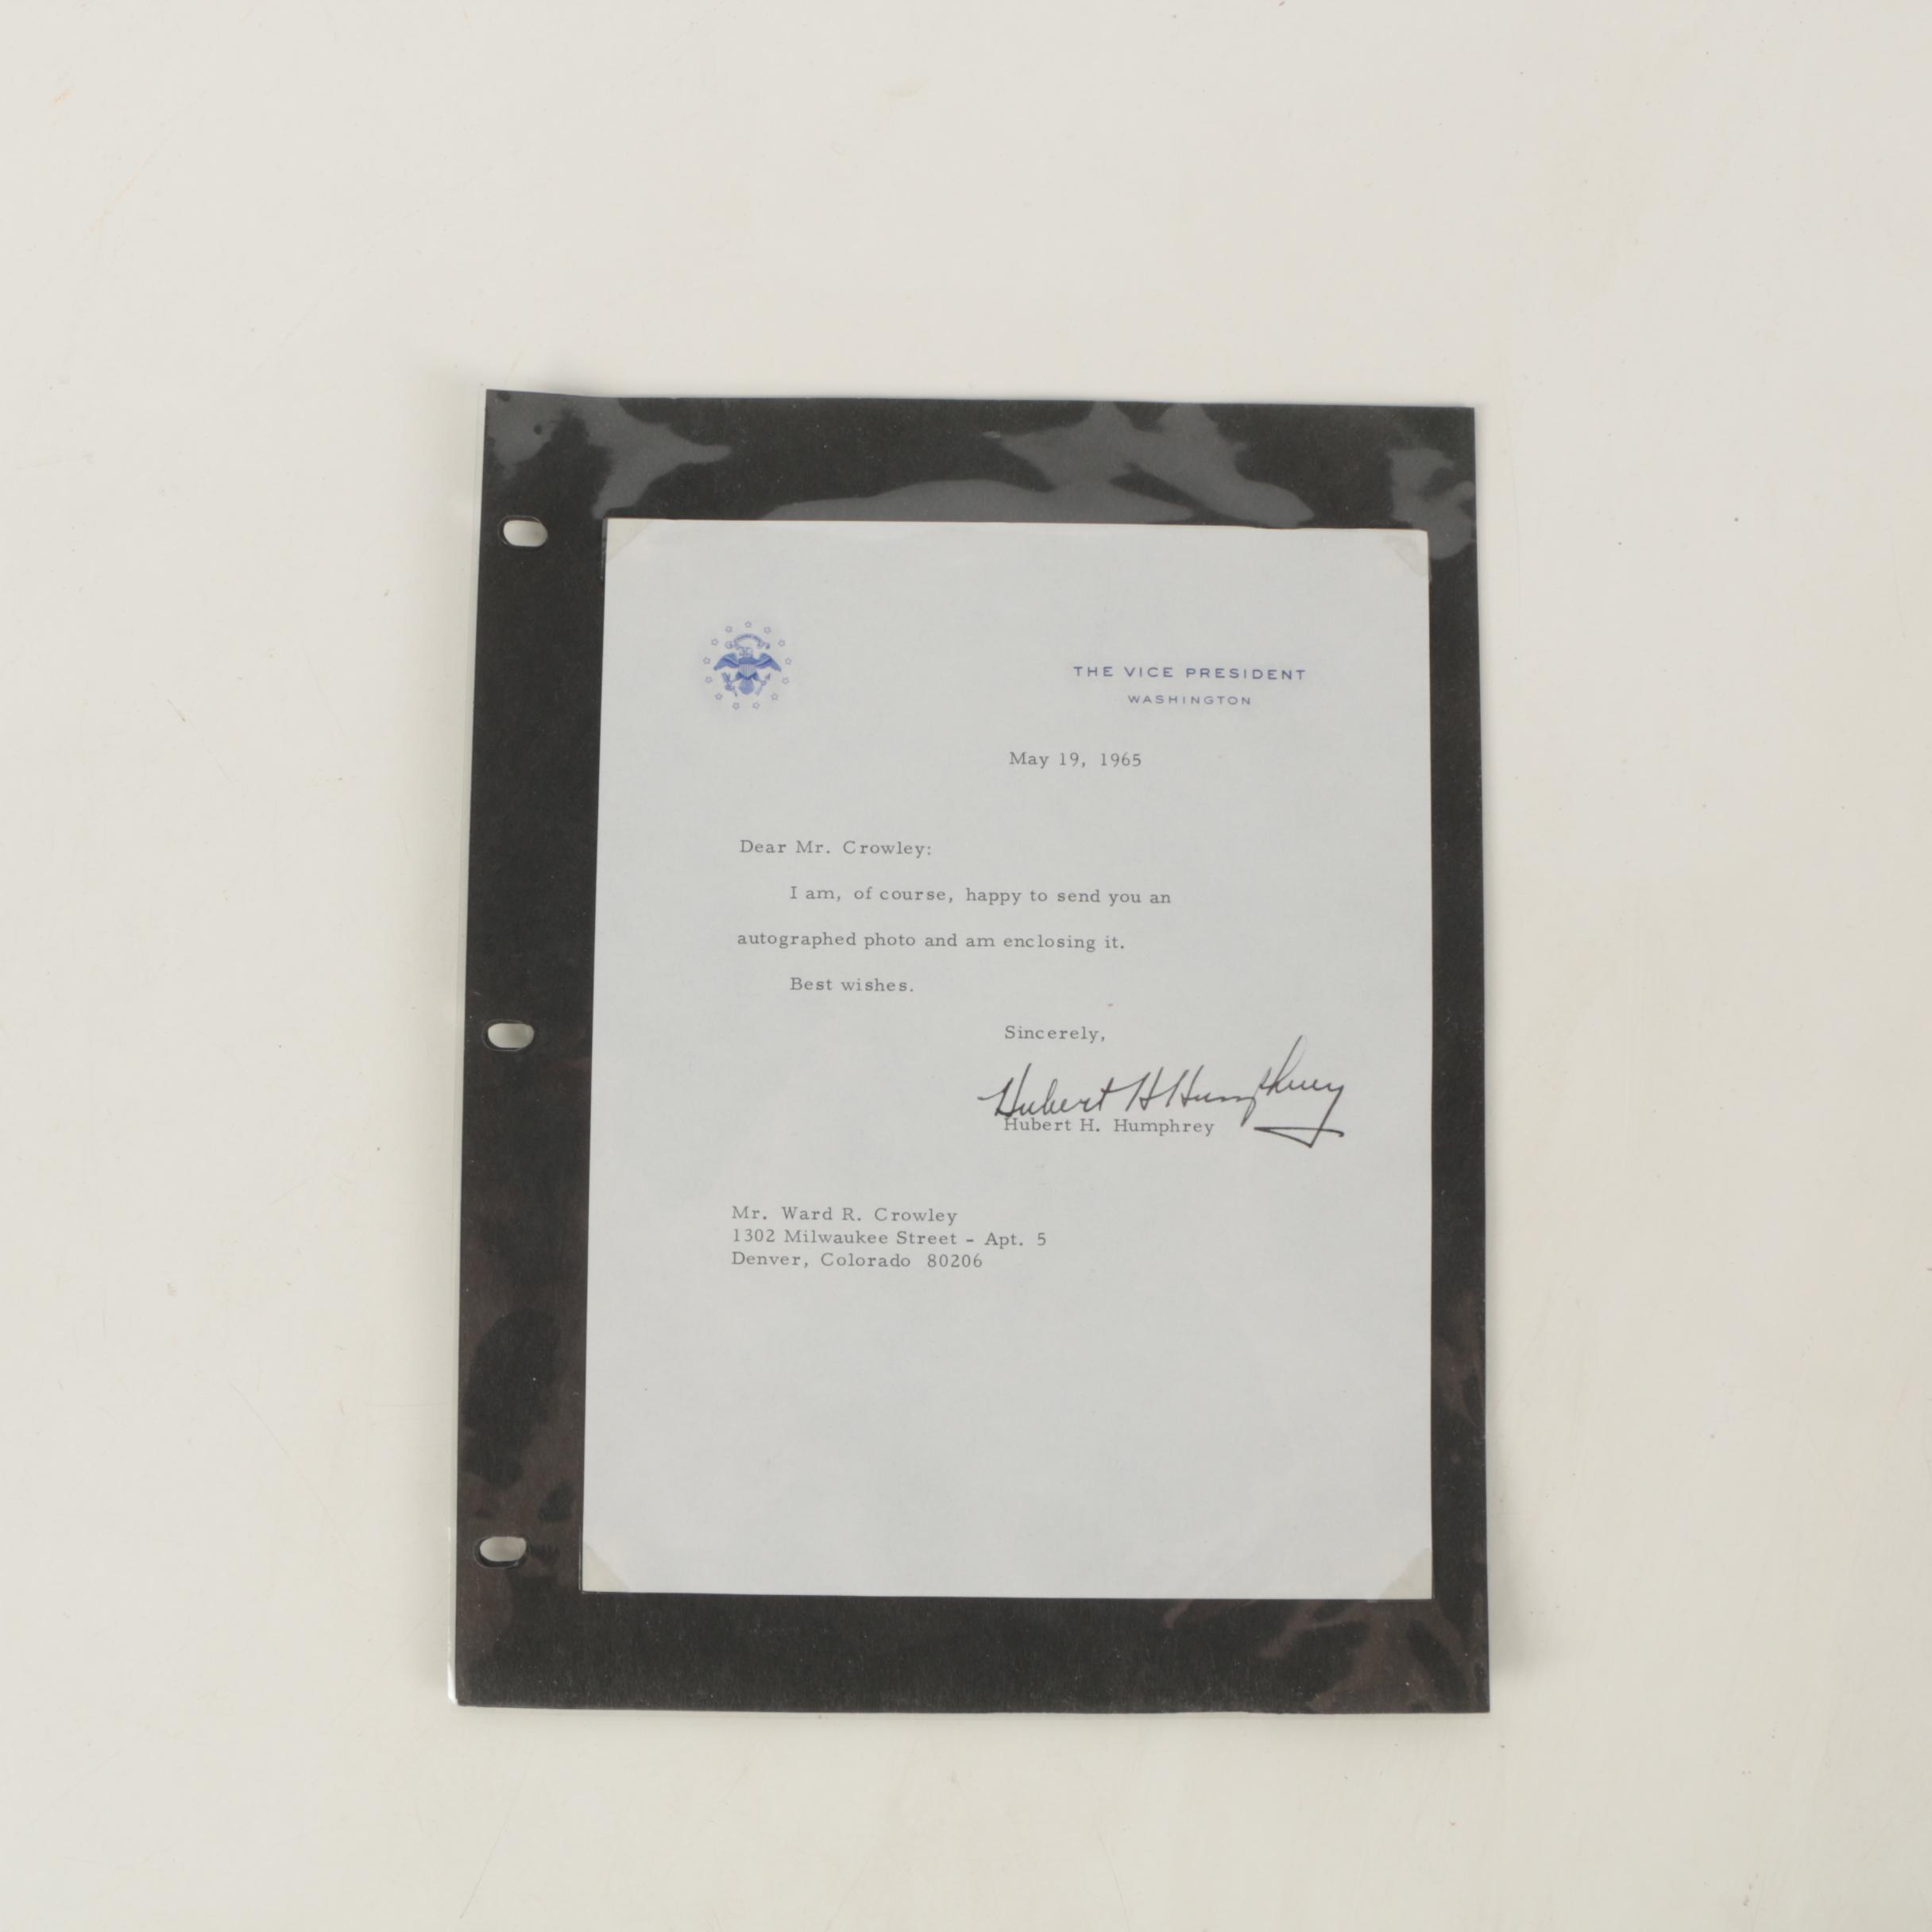 THE VICE PRESIDENT
WASHINGTON
May 19, 1965
Dear Mr. Crowley:
I am, of course, happy to send you an
autographed photo and am enclosing it.
Best wishes.
Sincerely,
Hubert H Humphrey
Hubert H. Humphrey
Mr. Ward R. Crowley
1302 Milwaukee Street - Apt. 5
Denver, Colorado 80206